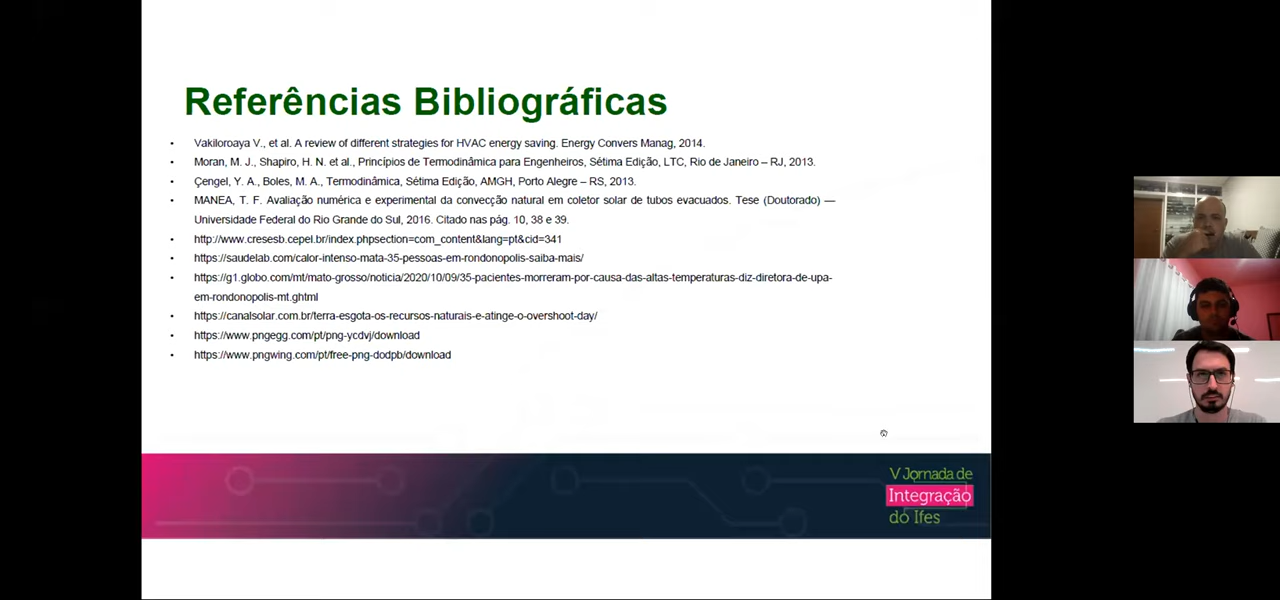 Referências Bibliográficas
• Vakiloroaya V., et al. A review of different strategies for HVAC energy saving. Energy Convers Manag, 2014.
• Moran, M. J., Shapiro, H. N. et al., Princípios de Termodinâmica para Engenheiros, Sétima Edição, LTC, Rio de Janeiro – RJ, 2013.
• Çengel, Y. A., Boles, M. A., Termodinâmica, Sétima Edição, AMGH, Porto Alegre – RS, 2013.
• MANEA, T. F. Avaliação numérica e experimental da convecção natural em coletor solar de tubos evacuados. Tese (Doutorado) —
Universidade Federal do Rio Grande do Sul, 2016. Citado nas pág. 10, 38 e 39.
• http://www.cresesb.cepel.br/index.phpsection=com_content&lang=pt&cid=341
• https://saudelab.com/calor-intenso-mata-35-pessoas-em-rondonopolis-saiba-mais/
• https://g1.globo.com/mt/mato-grosso/noticia/2020/10/09/35-pacientes-morreram-por-causa-das-altas-temperaturas-diz-diretora-de-upa-
em-rondonopolis-mt.ghtml
• https://canalsolar.com.br/terra-esgota-os-recursos-naturais-e-atinge-o-overshoot-day/
• https://www.pngegg.com/pt/png-ycdvj/download
• https://www.pngwing.com/pt/free-png-dodpb/download
V Jornada de
Integração
do Ifes